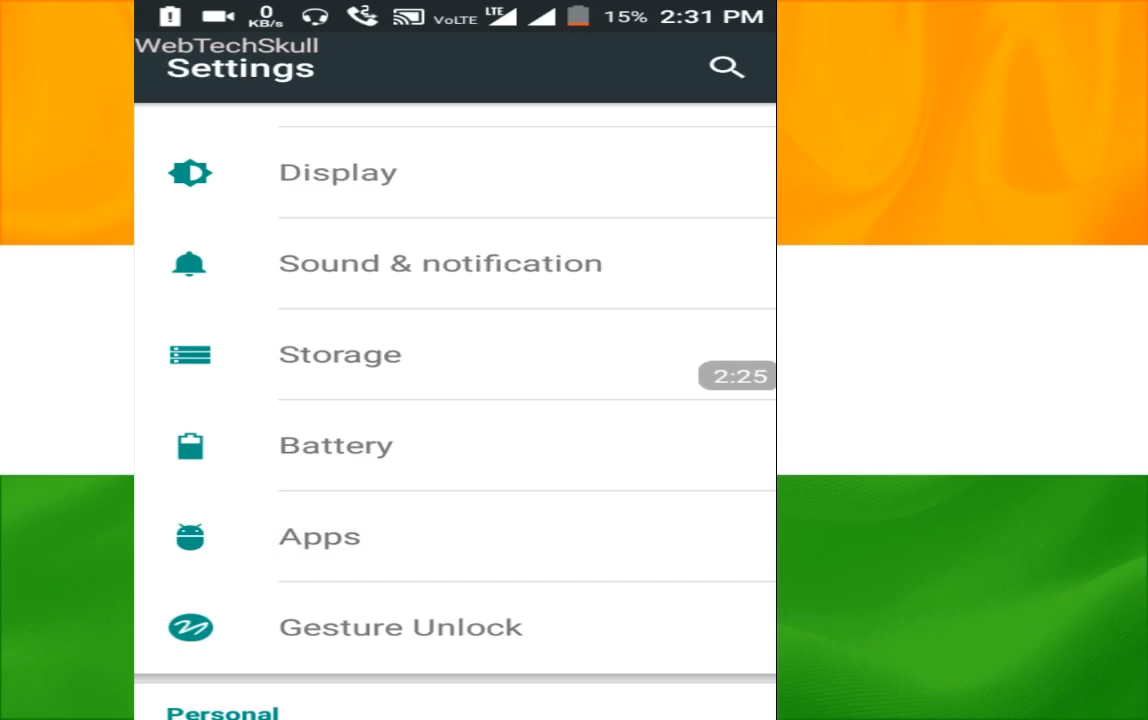 0 KB/s 2 VoLTE LTE 15% 2:31 PM
WebTechSkull
Settings
Display
Sound & notification
Storage
2:25
Battery
Apps
Gesture Unlock
Personal